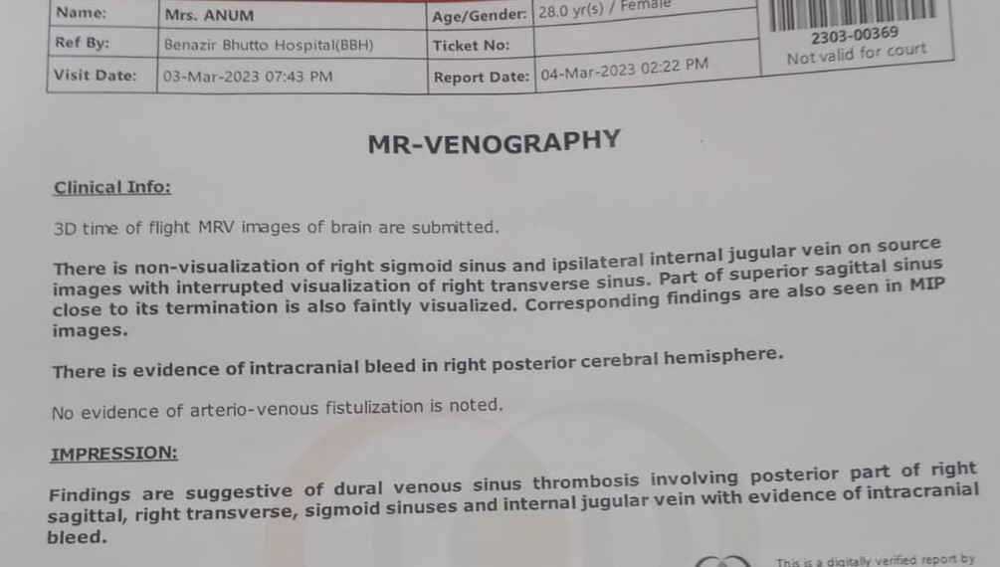 Name: Mrs. ANUM Age/Gender: 28.0 yr(s) / Female
Ref By: Benazir Bhutto Hospital(BBH) Ticket No:
Visit Date: 03-Mar-2023 07:43 PM Report Date: 04-Mar-2023 02:22 PM
2303-00369
Not valid for court
MR-VENOGRAPHY
Clinical Info:
3D time of flight MRV images of brain are submitted.
There is non-visualization of right sigmoid sinus and ipsilateral internal jugular vein on source
images with interrupted visualization of right transverse sinus. Part of superior sagittal sinus
close to its termination is also faintly visualized. Corresponding findings are also seen in MIP
images.
There is evidence of intracranial bleed in right posterior cerebral hemisphere.
No evidence of arterio-venous fistulization is noted.
IMPRESSION:
Findings are suggestive of dural venous sinus thrombosis involving posterior part of right
sagittal, right transverse, sigmoid sinuses and internal jugular vein with evidence of intracranial
bleed.
This is a digitally verified report by